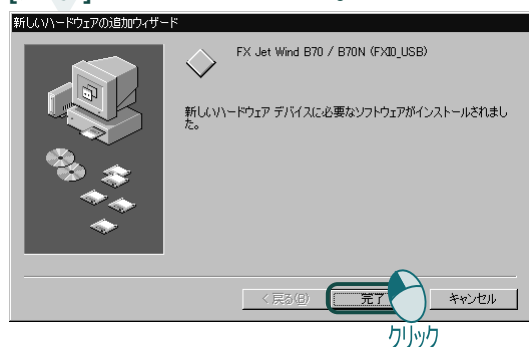 新しいハードウェアの追加ウィザード
FX Jet Wind B70 / B70N (FXIO_USB)
新しいハードウェア デバイスに必要なソフトウェアがインストールされまし
た。
< 戻る(B)
完了
キャンセル
クリック